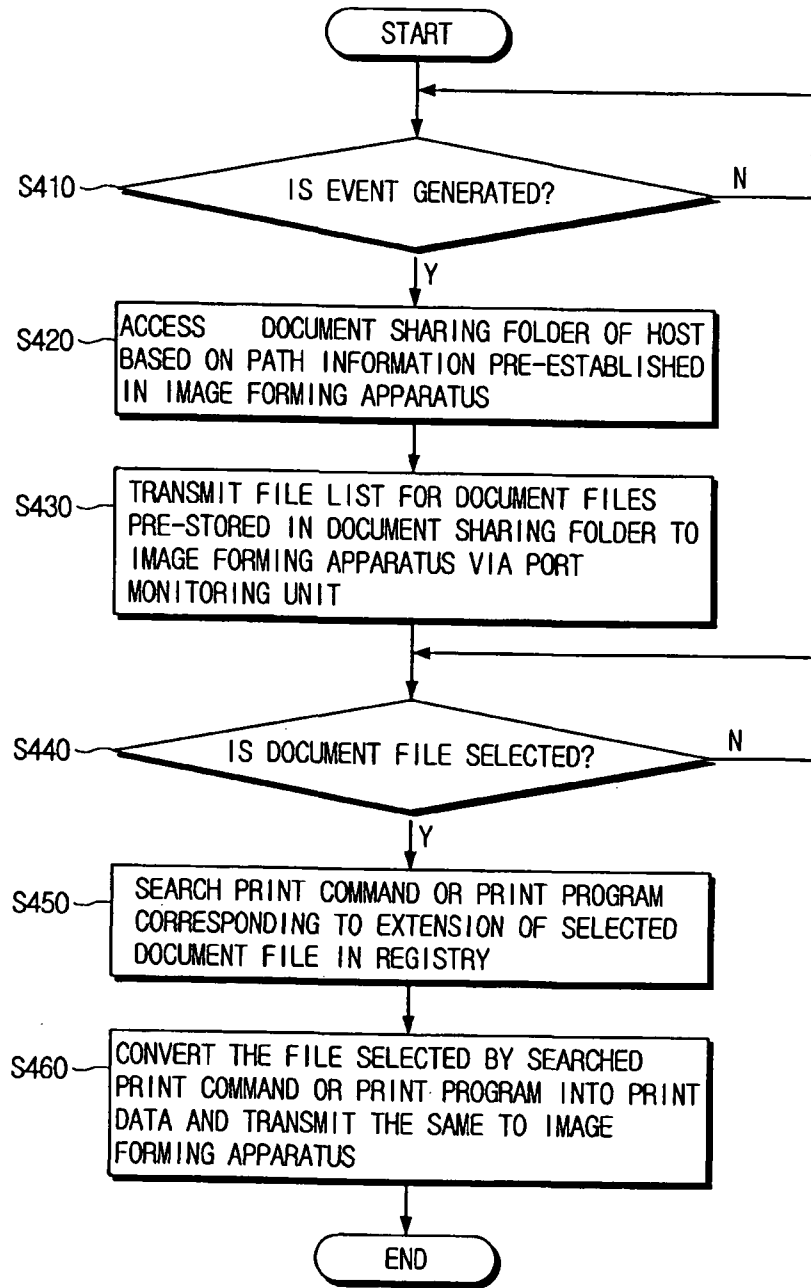 START
S410
IS EVENT GENERATED?
N
Y
S420
ACCESS DOCUMENT SHARING FOLDER OF HOST
BASED ON PATH INFORMATION PRE-ESTABLISHED
IN IMAGE FORMING APPARATUS
S430
TRANSMIT FILE LIST FOR DOCUMENT FILES
PRE-STORED IN DOCUMENT SHARING FOLDER TO
IMAGE FORMING APPARATUS VIA PORT
MONITORING UNIT
S440
IS DOCUMENT FILE SELECTED?
N
Y
S450
SEARCH PRINT COMMAND OR PRINT PROGRAM
CORRESPONDING TO EXTENSION OF SELECTED
DOCUMENT FILE IN REGISTRY
S460
CONVERT THE FILE SELECTED BY SEARCHED
PRINT COMMAND OR PRINT PROGRAM INTO PRINT
DATA AND TRANSMIT THE SAME TO IMAGE
FORMING APPARATUS
END